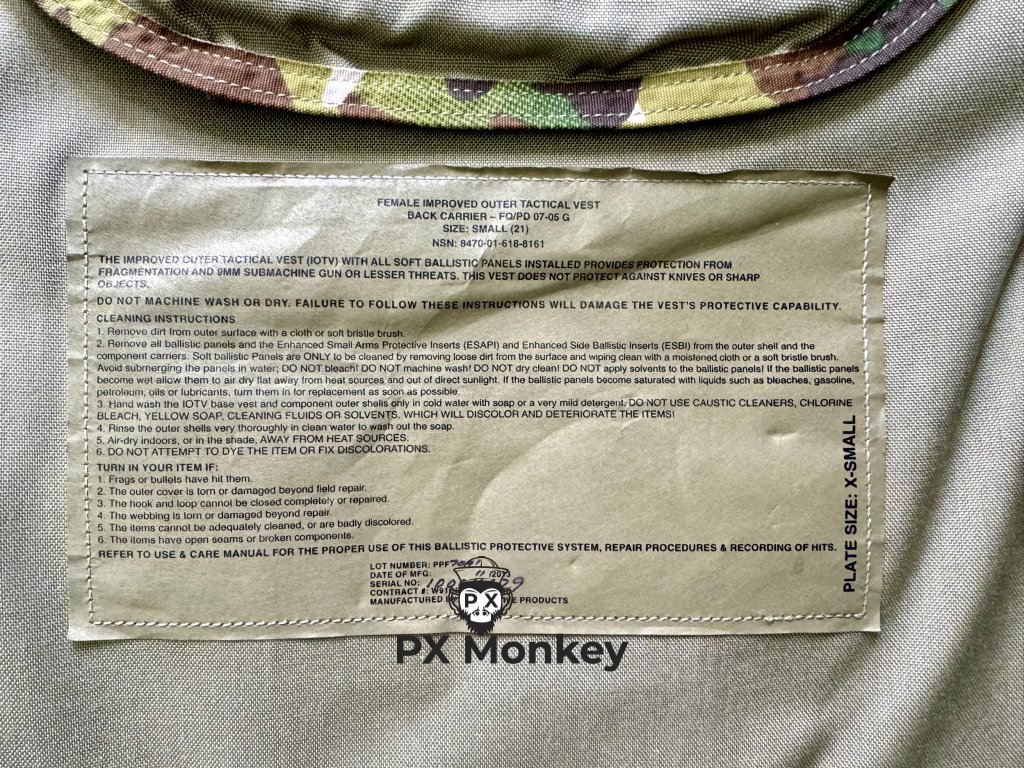 FEMALE IMPROVED OUTER TACTICAL VEST
BACK CARRIER – FQ/PD 07-05 G
SIZE: SMALL (21)
NSN: 8470-01-618-8161
THE IMPROVED OUTER TACTICAL VEST (IOTV) WITH ALL SOFT BALLISTIC PANELS INSTALLED PROVIDES PROTECTION FROM
FRAGMENTATION AND 9MM SUBMACHINE GUN OR LESSER THREATS. THIS VEST DOES NOT PROTECT AGAINST KNIVES OR SHARP
OBJECTS.
DO NOT MACHINE WASH OR DRY. FAILURE TO FOLLOW THESE INSTRUCTIONS WILL DAMAGE THE VEST'S PROTECTIVE CAPABILITY.
CLEANING INSTRUCTIONS
1. Remove dirt from outer surface with a cloth or soft bristle brush.
2. Remove all ballistic panels and the Enhanced Small Arms Protective Inserts (ESAPI) and Enhanced Side Ballistic Inserts (ESBI) from the outer shell and the
component carriers. Soft ballistic Panels are ONLY to be cleaned by removing loose dirt from the surface and wiping clean with a moistened cloth or a soft bristle brush.
Avoid submerging the panels in water; DO NOT bleach! DO NOT machine wash! DO NOT dry clean! DO NOT apply solvents to the ballistic panels! If the ballistic panels
become wet allow them to air dry flat away from heat sources and out of direct sunlight. If the ballistic panels become saturated with liquids such as bleaches, gasoline,
petroleum, oils or lubricants, turn them in for replacement as soon as possible.
3. Hand wash the IOTV base vest and component outer shells only in cold water with soap or a very mild detergent. DO NOT USE CAUSTIC CLEANERS, CHLORINE
BLEACH, YELLOW SOAP, CLEANING FLUIDS OR SOLVENTS, WHICH WILL DISCOLOR AND DETERIORATE THE ITEMS!
4. Rinse the outer shells very thoroughly in clean water to wash out the soap.
5. Air-dry indoors, or in the shade, AWAY FROM HEAT SOURCES.
6. DO NOT ATTEMPT TO DYE THE ITEM OR FIX DISCOLORATIONS.
TURN IN YOUR ITEM IF:
1. Frags or bullets have hit them.
2. The outer cover is torn or damaged beyond field repair.
3. The hook and loop cannot be closed completely or repaired.
4. The webbing is torn or damaged beyond repair.
5. The items cannot be adequately cleaned, or are badly discolored.
6. The items have open seams or broken components.
REFER TO USE & CARE MANUAL FOR THE PROPER USE OF THIS BALLISTIC PROTECTIVE SYSTEM, REPAIR PROCEDURES & RECORDING OF HITS.
PLATE SIZE: X-SMALL
LOT NUMBER:
DATE OF MFG: 11/2013
SERIAL NO:
CONTRACT #:
MANUFACTURED PRODUCTS
PX
PX Monkey